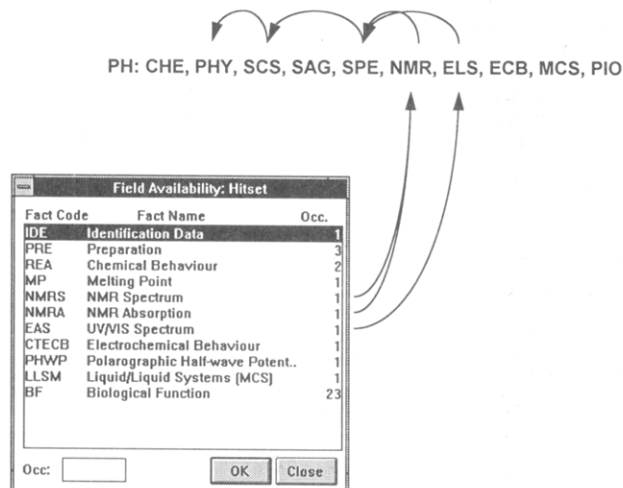 PH: CHE, PHY, SCS, SAG, SPE, NMR, ELS, ECB, MCS, PIO
Field Availability: Hitset
Fact Code Fact Name Occ.
IDE Identification Data 1
PRE Preparation 3
REA Chemical Behaviour 2
MP Melting Point 1
NMRS NMR Spectrum 1
NMRA NMR Absorption 1
EAS UV/VIS Spectrum 1
CTECB Electrochemical Behaviour 1
PHWP Polarographic Half-wave Potent.. 1
LLSM Liquid/Liquid Systems (MCS) 1
BF Biological Function 23
Occ: OK Close